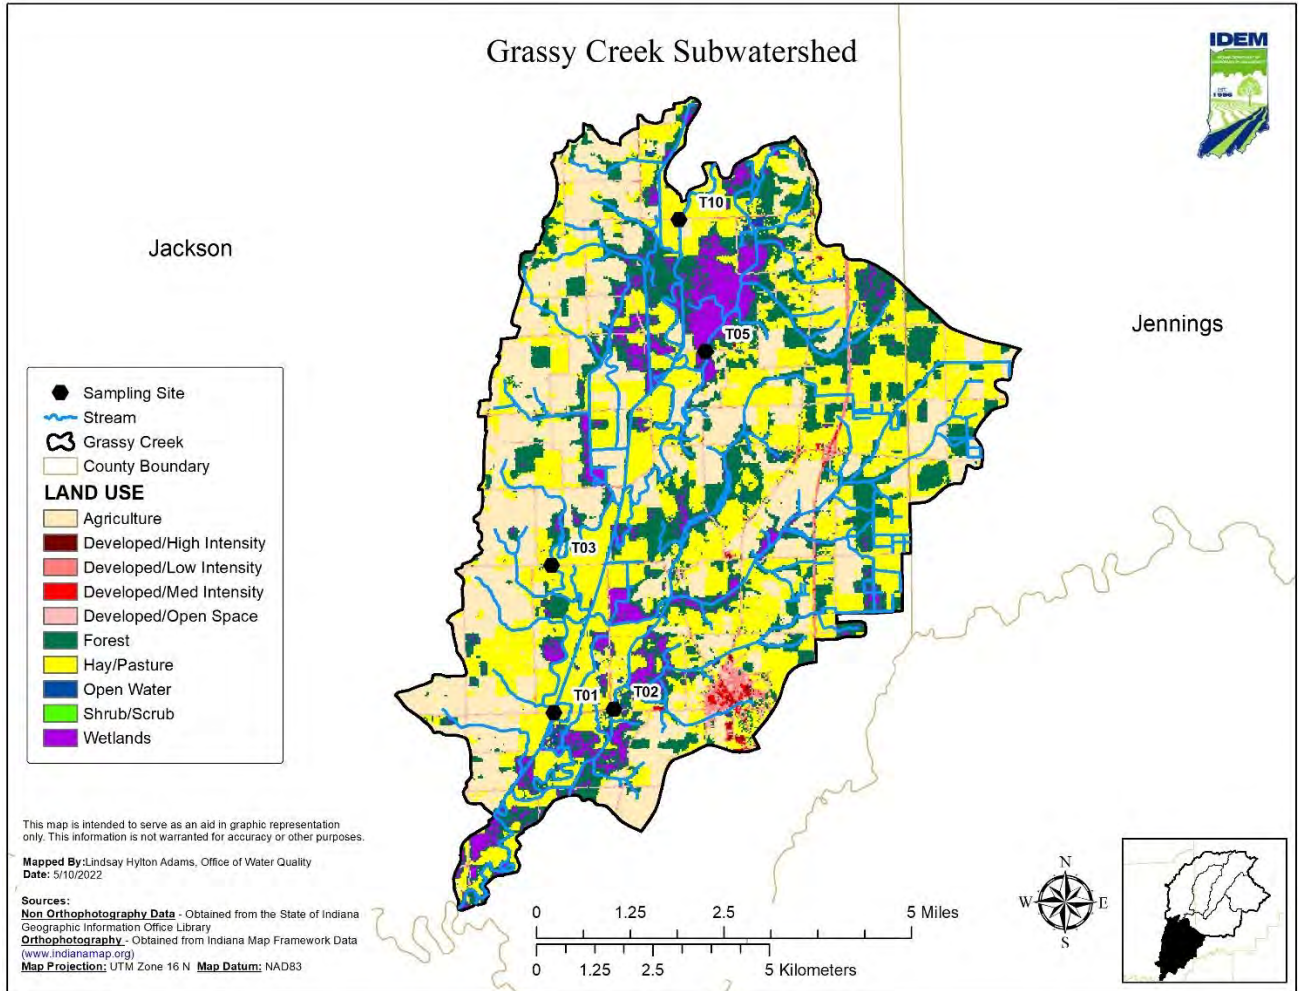 Grassy Creek Subwatershed
IDEM
EST.
1986
Jackson
Jennings
T10
T05
T03
T01
T02
Sampling Site
Stream
Grassy Creek
County Boundary
LAND USE
Agriculture
Developed/High Intensity
Developed/Low Intensity
Developed/Med Intensity
Developed/Open Space
Forest
Hay/Pasture
Open Water
Shrub/Scrub
Wetlands
This map is intended to serve as an aid in graphic representation
only. This information is not warranted for accuracy or other purposes.
Mapped By:Lindsay Hylton Adams, Office of Water Quality
Date: 5/10/2022
Sources:
Non Orthophotography Data - Obtained from the State of Indiana
Geographic Information Office Library
Orthophotography - Obtained from Indiana Map Framework Data
(www.indianamap.org)
Map Projection: UTM Zone 16 N Map Datum: NAD83
0 1.25 2.5 5 Miles
0 1.25 2.5 5 Kilometers
N
W E
S